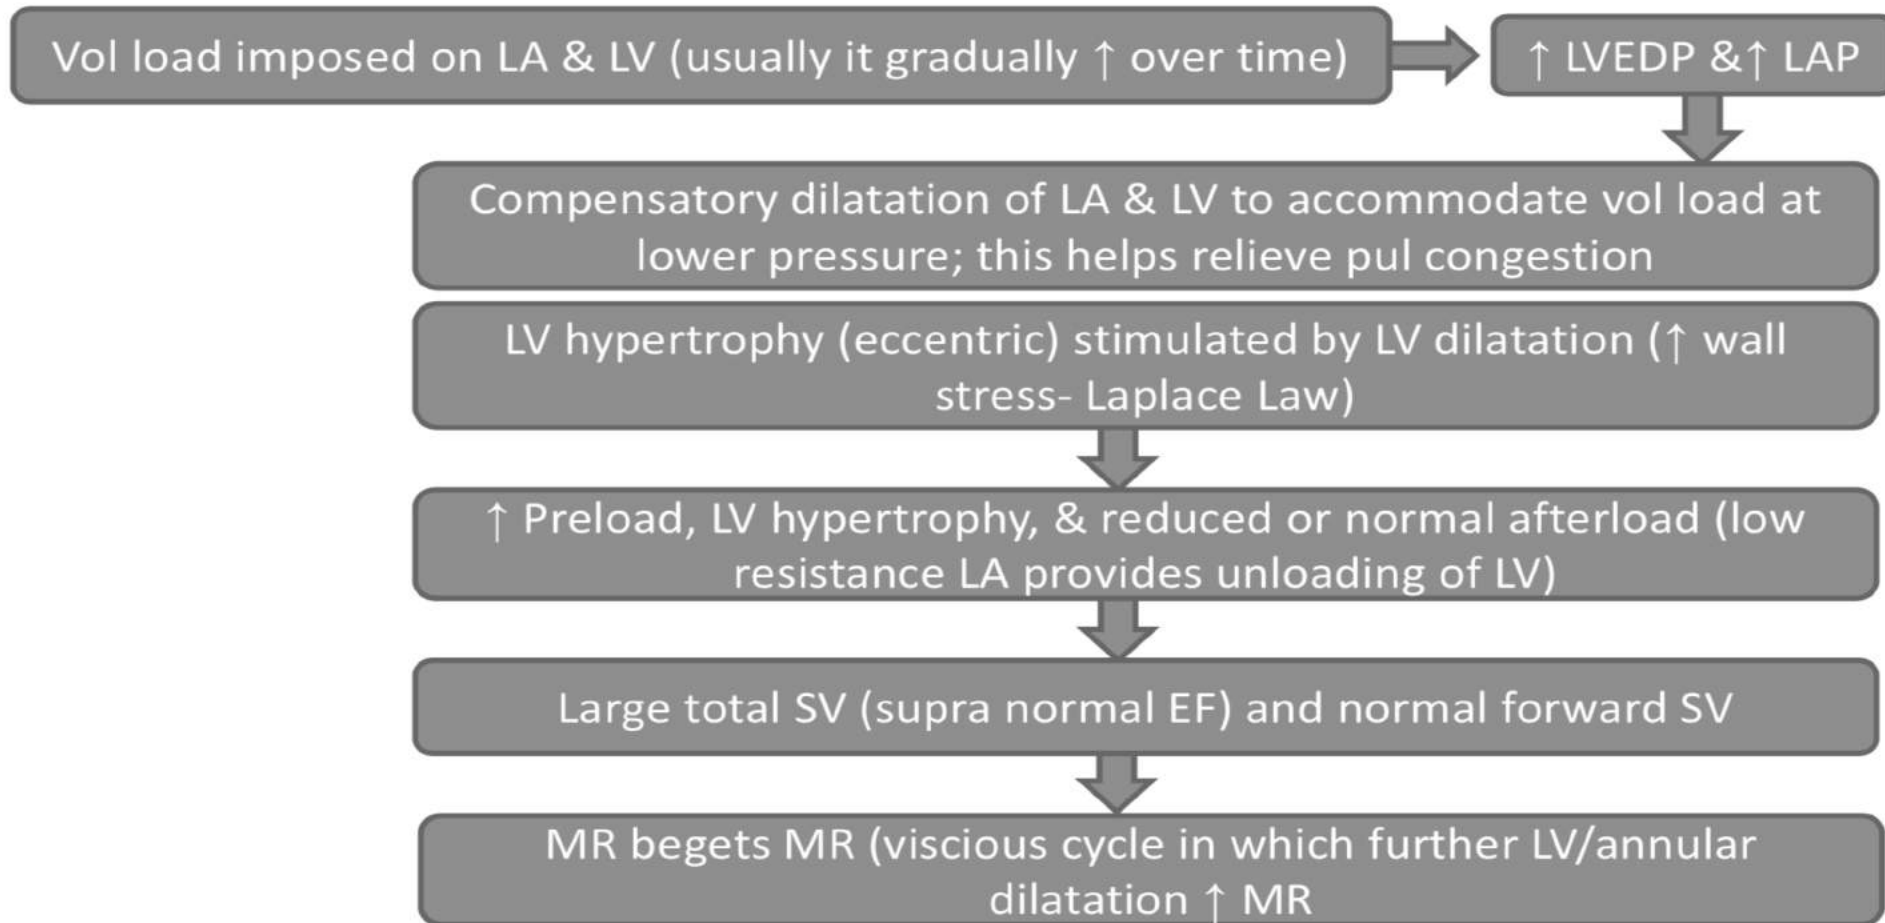 Vol load imposed on LA & LV (usually it gradually ↑ over time)
↑ LVEDP &↑ LAP
Compensatory dilatation of LA & LV to accommodate vol load at
lower pressure; this helps relieve pul congestion
LV hypertrophy (eccentric) stimulated by LV dilatation (↑ wall
stress- Laplace Law)
↑ Preload, LV hypertrophy, & reduced or normal afterload (low
resistance LA provides unloading of LV)
Large total SV (supra normal EF) and normal forward SV
MR begets MR (viscious cycle in which further LV/annular
dilatation ↑ MR